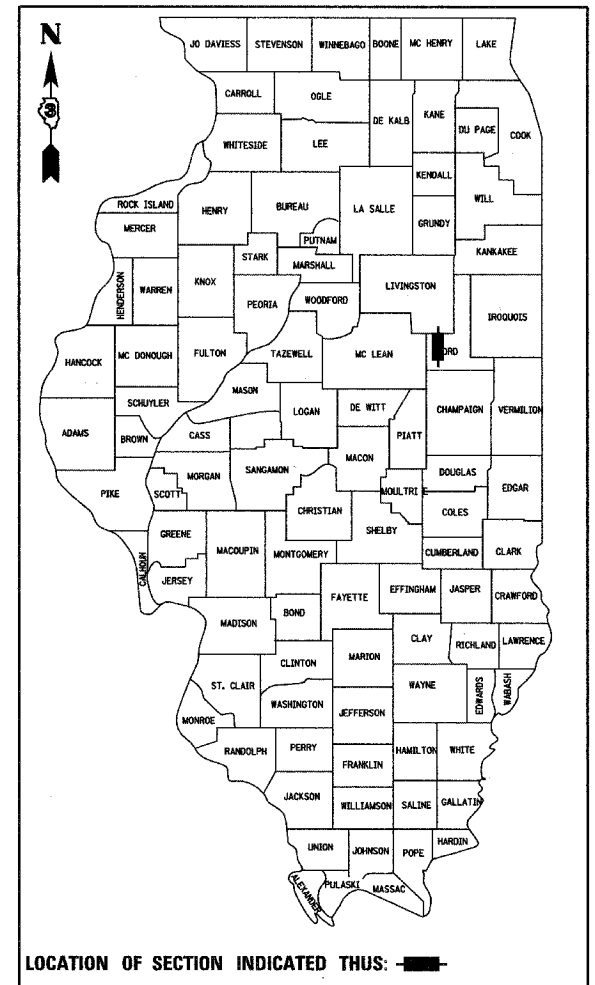 N
JO DAVIESS STEVENSON WINNEBAGO BOONE MC HENRY LAKE
CARROLL OGLE DE KALB KANE DU PAGE COOK
WHITESIDE LEE KENDALL WILL
ROCK ISLAND HENRY BUREAU LA SALLE GRUNDY
MERCER PUTNAM KANKAKEE
HENDERSON WARREN KNOX STARK MARSHALL LIVINGSTON IROQUOIS
PEORIA WOODFORD
HANCOCK MC DONOUGH FULTON TAZEWELL MC LEAN ORD
SCHUYLER MASON LOGAN DE WITT CHAMPAIGN VERMILION
ADAMS BROWN CASS PIATT
MORGAN SANGAMON MACON DOUGLAS EDGAR
PIKE SCOTT CHRISTIAN MOULTRI COLES
GREENE MACOUPIN MONTGOMERY SHELBY CUMBERLAND CLARK
CALHOUN JERSEY FAYETTE EFFINGHAM JASPER CRAWFORD
MADISON BOND CLAY RICHLAND LAWRENCE
CLINTON MARION WAYNE EDWARDS WABASH
ST. CLAIR WASHINGTON JEFFERSON
MONROE RANDOLPH PERRY HAMILTON WHITE
FRANKLIN
JACKSON WILLIAMSON SALINE GALLATIN
UNION JOHNSON POPE HARDIN
ALEXANDER PULASKI MASSAC
LOCATION OF SECTION INDICATED THUS: